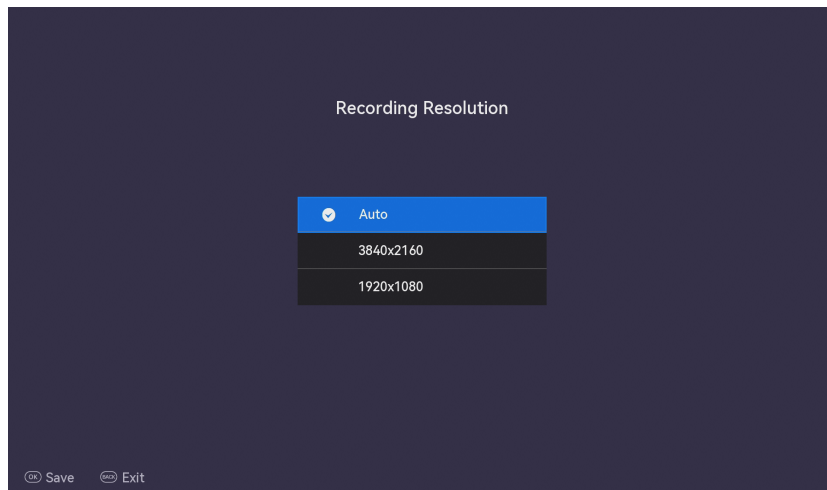 Recording Resolution
Auto
3840x2160
1920x1080
OK Save BACK Exit